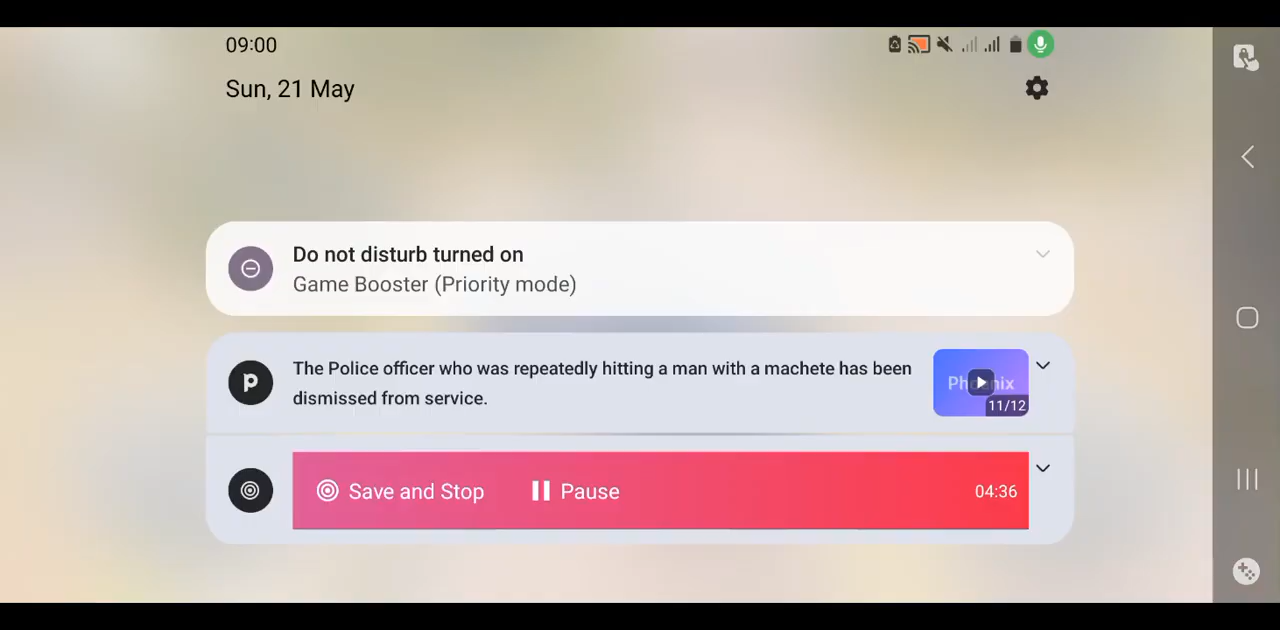 09:00
Sun, 21 May
Do not disturb turned on
Game Booster (Priority mode)
The Police officer who was repeatedly hitting a man with a machete has been
dismissed from service.
Phoenix
11/12
Save and Stop
Pause
04:36